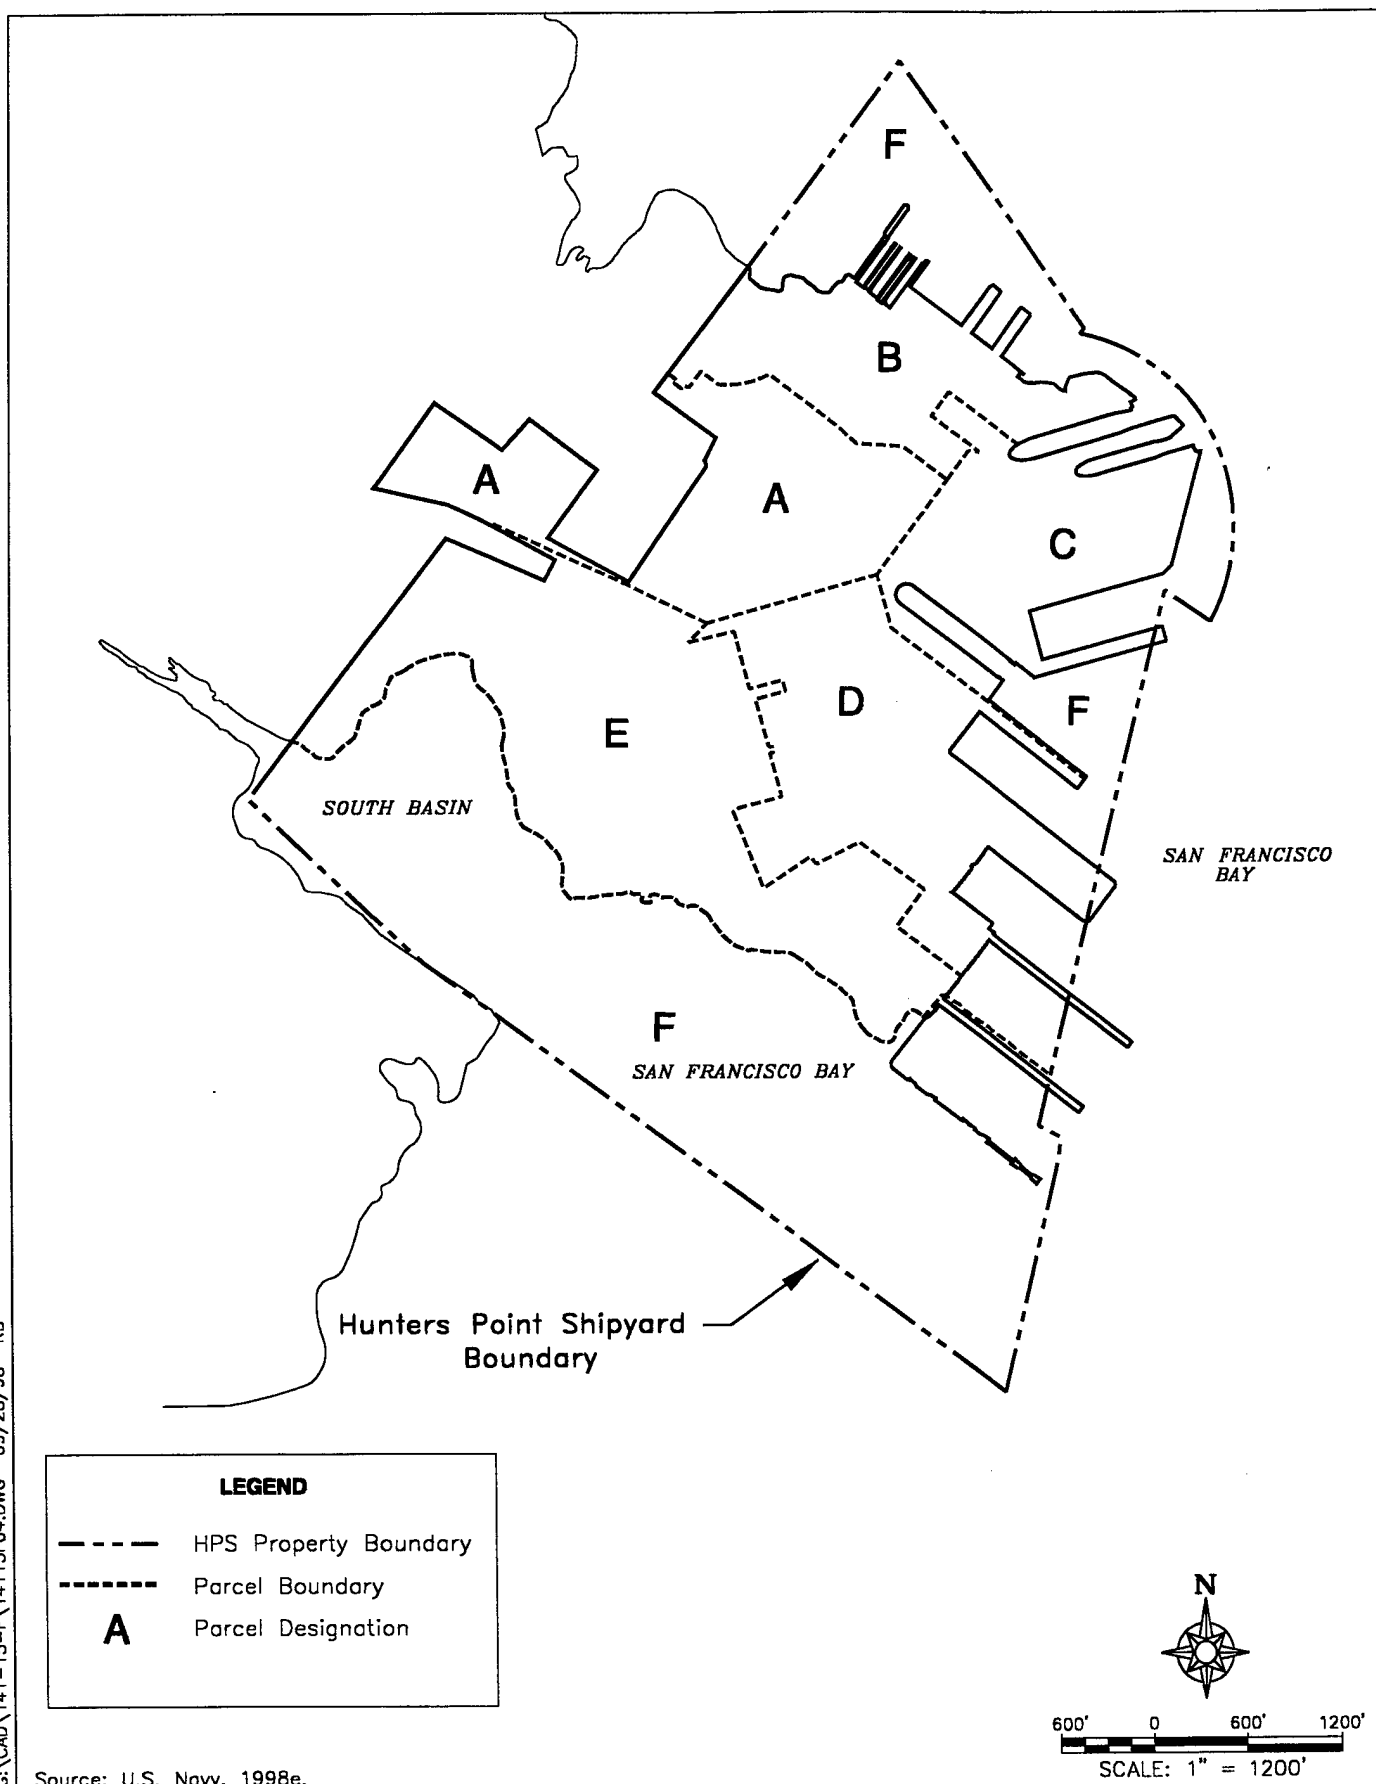 F
B
A
A
C
D
F
E
SOUTH BASIN
SAN FRANCISCO
BAY
F
SAN FRANCISCO BAY
Hunters Point Shipyard
Boundary
LEGEND
HPS Property Boundary
Parcel Boundary
A Parcel Designation
N
600' 0 600' 1200'
SCALE: 1" = 1200'
Source: U.S. Navy, 1998e.